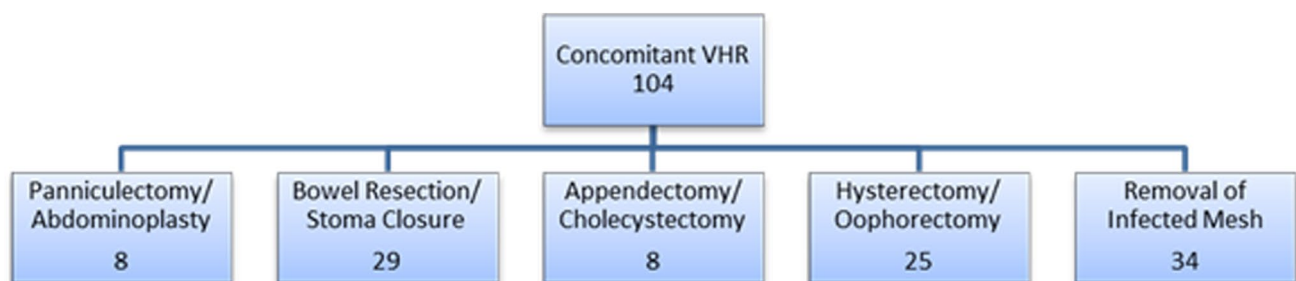 Concomitant VHR
104
Panniculectomy/
Abdominoplasty
8
Bowel Resection/
Stoma Closure
29
Appendectomy/
Cholecystectomy
8
Hysterectomy/
Oophorectomy
25
Removal of
Infected Mesh
34